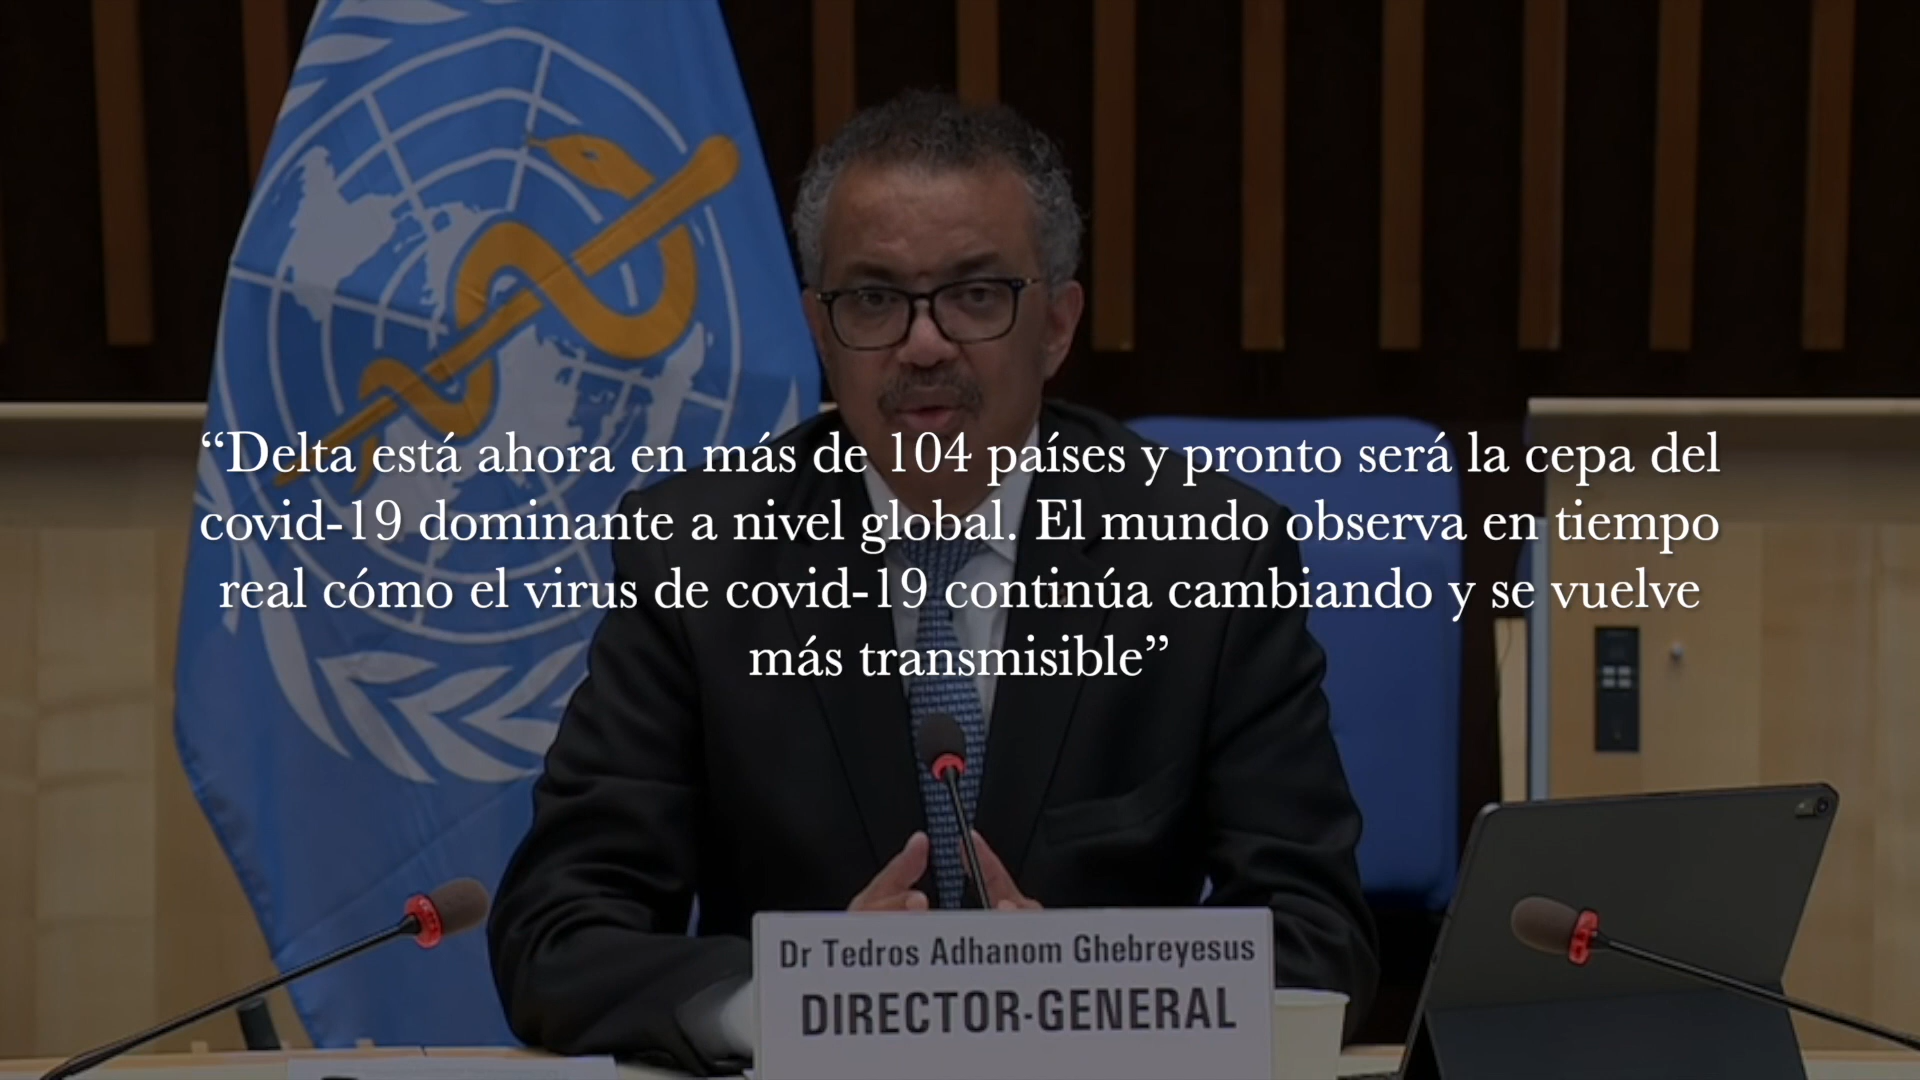 “Delta está ahora en más de 104 países y pronto será la cepa del
covid-19 dominante a nivel global. El mundo observa en tiempo
real cómo el virus de covid-19 continúa cambiando y se vuelve
más transmisible”
Dr Tedros Adhanom Ghebreyesus
DIRECTOR-GENERAL